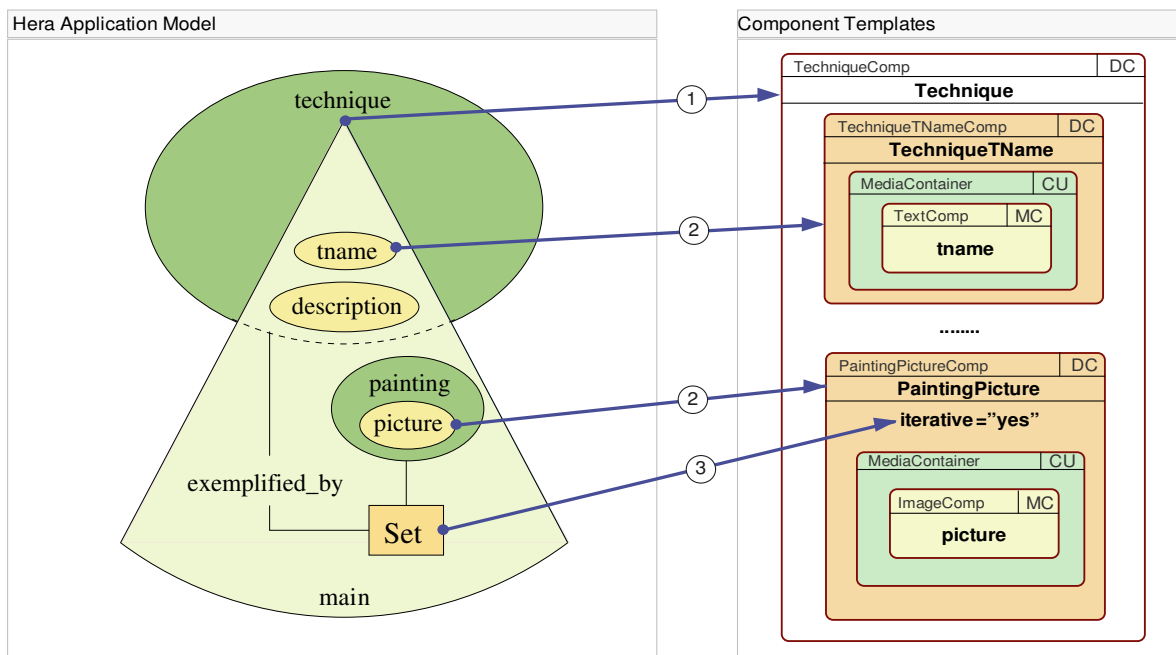 Hera Application Model
technique
tname
description
painting
picture
exemplified_by
Set
main
1
2
2
3
Component Templates
TechniqueComp DC
Technique
TechniqueTNameComp DC
TechniqueTName
MediaContainer CU
TextComp MC
tname
........
PaintingPictureComp DC
PaintingPicture
iterative="yes”
MediaContainer CU
ImageComp MC
picture